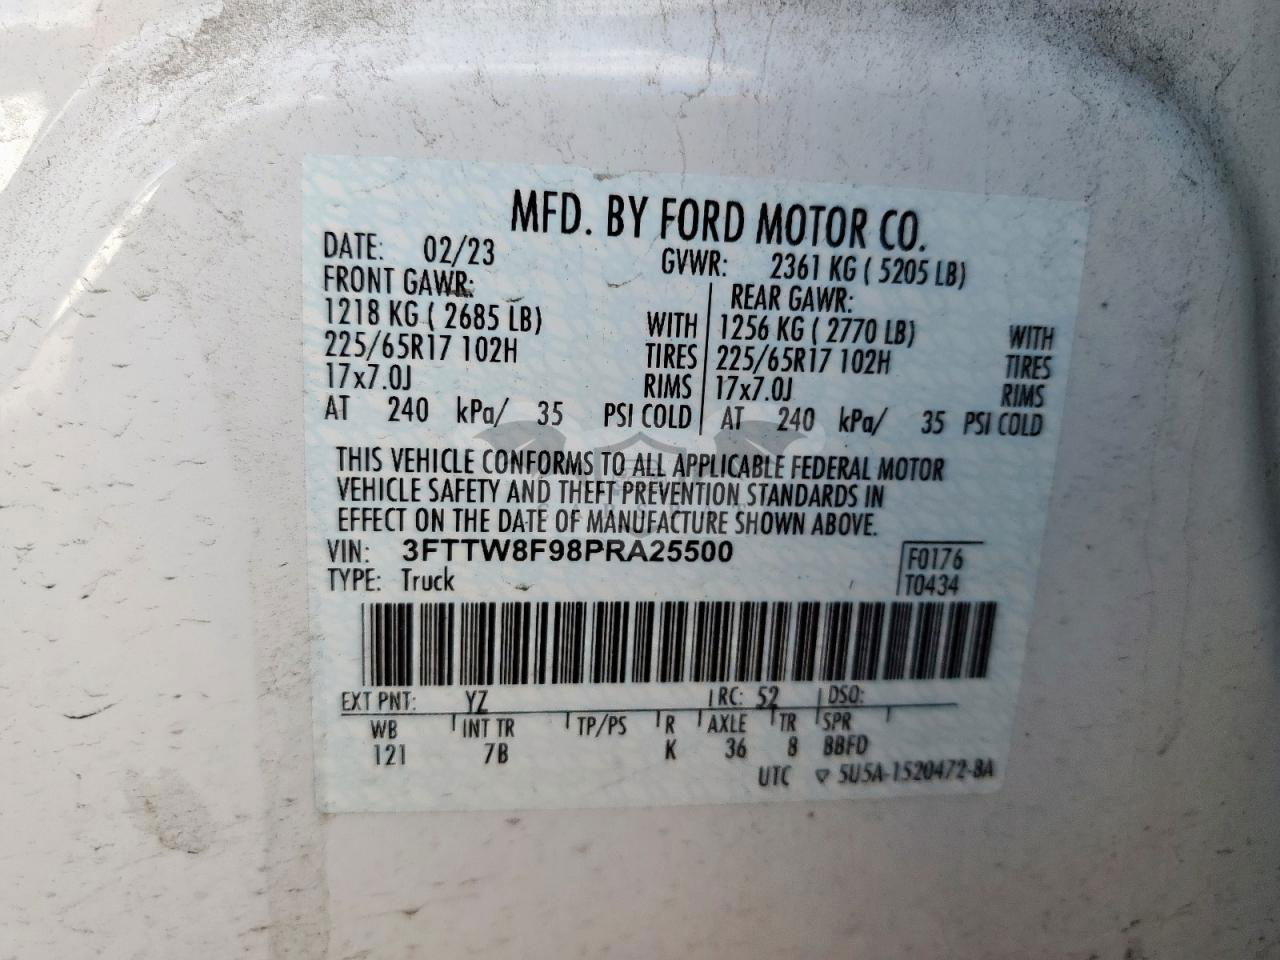 MFD. BY FORD MOTOR CO.
DATE: 02/23 GVWR: 2361 KG ( 5205 LB)
FRONT GAWR: REAR GAWR:
1218 KG ( 2685 LB) WITH 1256 KG ( 2770 LB) WITH
225/65R17 102H TIRES 225/65R17 102H TIRES
17x7.0J RIMS 17x7.0J RIMS
AT 240 kPa/ 35 PSI COLD AT 240 kPa/ 35 PSI COLD
THIS VEHICLE CONFORMS TO ALL APPLICABLE FEDERAL MOTOR
VEHICLE SAFETY AND THEFT PREVENTION STANDARDS IN
EFFECT ON THE DATE OF MANUFACTURE SHOWN ABOVE.
VIN: 3FTTW8F98PRA25500 F0176
TYPE: Truck T0434
EXT PNT: YZ RC: 52 DSO:
WB INT TR TP/PS R AXLE TR SPR
121 7B K 36 8 BBFD
UTC 5U5A-1520472-BA